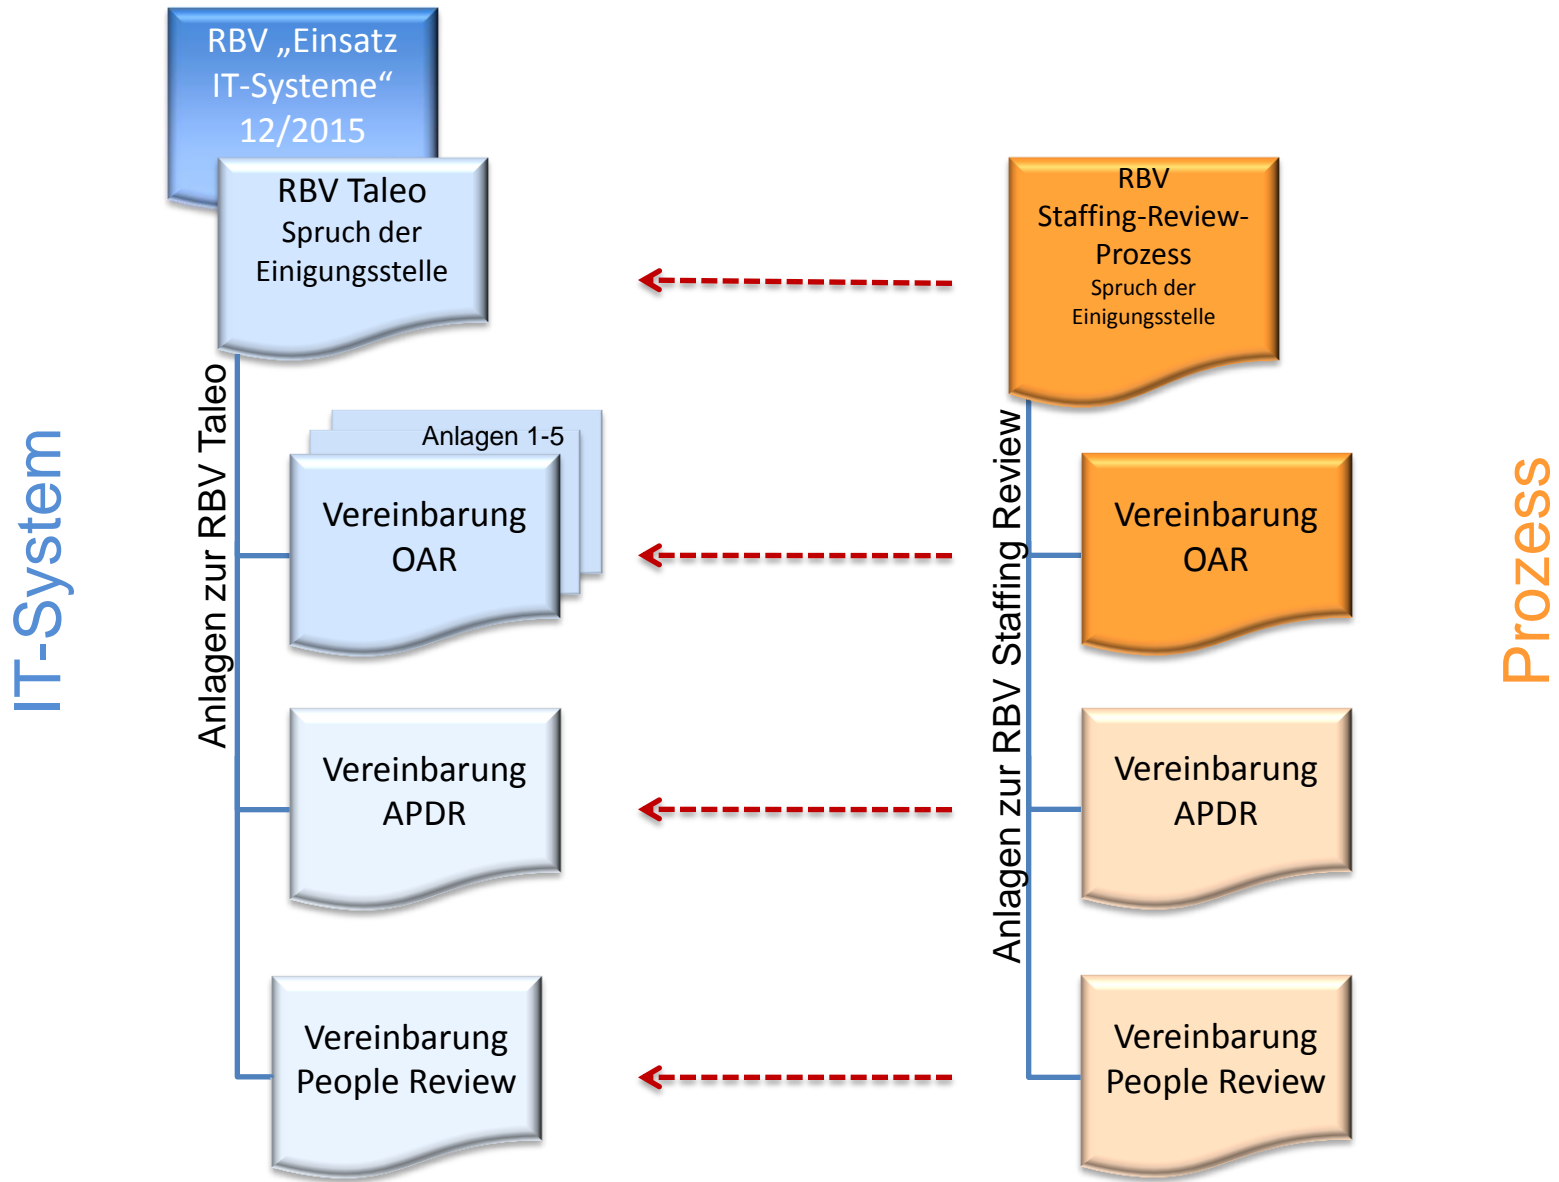 RBV „Einsatz
IT-Systeme“
12/2015
RBV Taleo
Spruch der
Einigungsstelle
RBV
Staffing-Review-
Prozess
Spruch der
Einigungsstelle
IT-System
Anlagen zur RBV Taleo
Anlagen 1-5
Vereinbarung
OAR
Vereinbarung
APDR
Vereinbarung
People Review
Anlagen zur RBV Staffing Review
Vereinbarung
OAR
Vereinbarung
APDR
Vereinbarung
People Review
Prozess